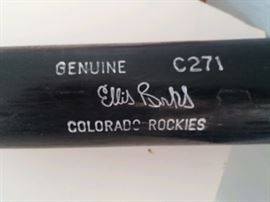 GENUINE C271
Ellis Burks
COLORADO ROCKIES